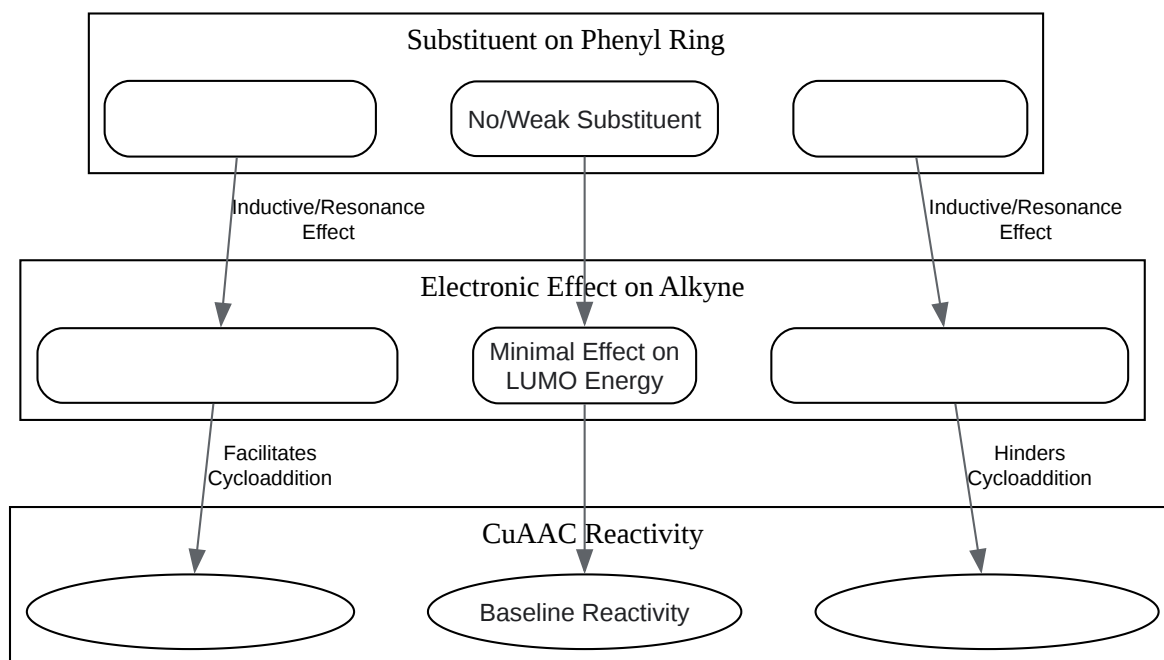 Substituent on Phenyl Ring
No/Weak Substituent
Inductive/Resonance
Effect
Inductive/Resonance
Effect
Electronic Effect on Alkyne
Minimal Effect on
LUMO Energy
Facilitates
Cycloaddition
Hinders
Cycloaddition
CuAAC Reactivity
Baseline Reactivity